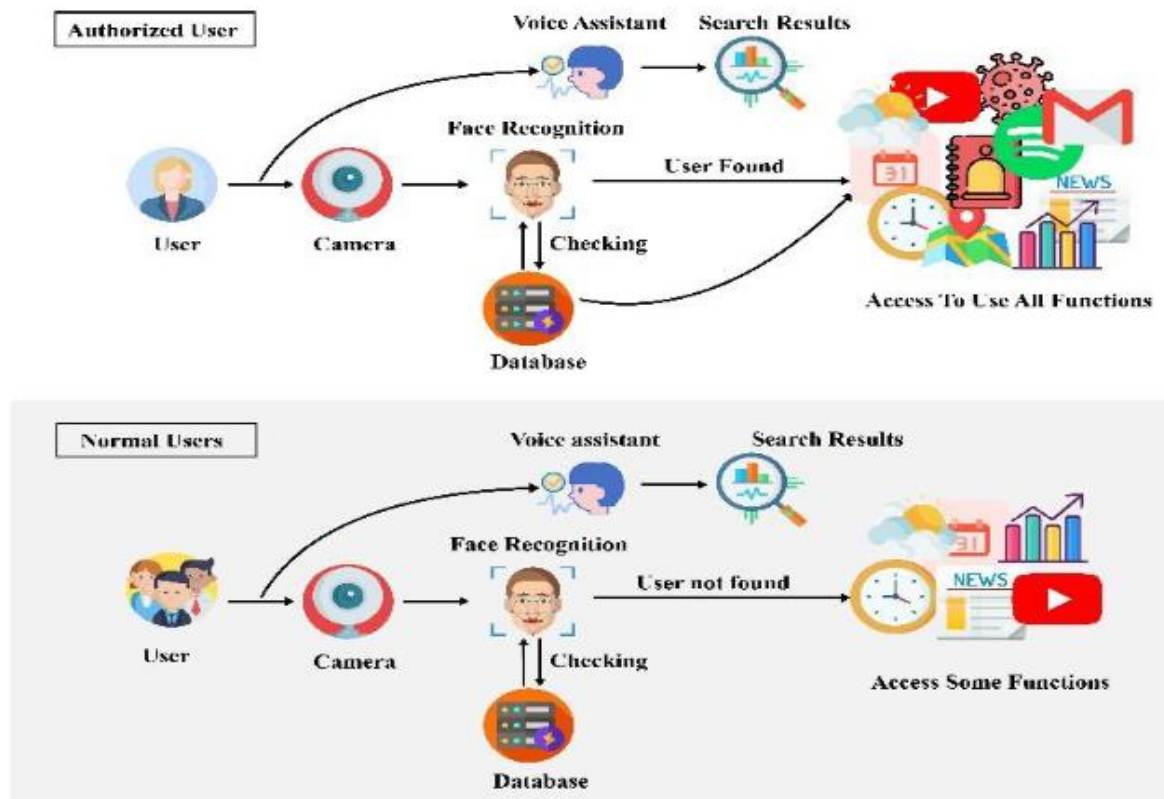 Authorized User
Voice Assistant
Search Results
Face Recognition
User Found
31
NEWS
User
Camera
Checking
Access To Use All Functions
Database
Normal Users
Voice assistant
Search Results
Face Recognition
31
User not found
NEWS
User
Camera
Checking
Access Some Functions
Database